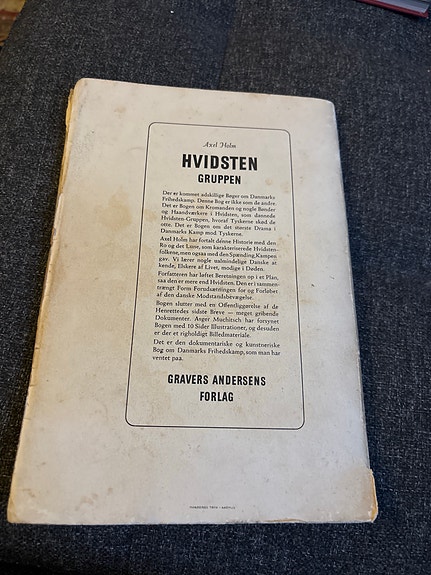 Axel Holm
HVIDSTEN
GRUPPEN
Der er kommet adskillige Bøger om Danmarks
Frihedskamp. Denne Bog er ikke som de andre.
Det er Bogen om Kromanden og nogle Bønder
og Haandværkere i Hvidsten, som dannede
Hvidsten-Gruppen, hvoraf Tyskerne skød de
otte. Det er Bogen om det største Drama i
Danmarks Kamp mod Tyskerne.
Axel Holm har fortalt denne Historie med den
Ro og det Lune, som karakteriserede Hvidsten-
folkene, men ogsaa med den Spænding, Kampen
gav. Vi lærer nogle ualmindelige Danske at
kende, Elskere af Livet, modige i Døden.
Forfatteren har løftet Beretningen op i et Plan,
saa den er mere end Hvidsten. Den er i sammen-
trængt Form Forudsætningen for og Forløbet
af den danske Modstandsbevægelse.
Bogen slutter med en Offentliggørelse af de
Henrettedes sidste Breve — meget gribende
Dokumenter. Asger Muchitsch har forsynet
Bogen med 10 Sider Illustrationer, og desuden
er der et righoldigt Billedmateriale.
Det er den dokumentariske og kunstneriske
Bog om Danmarks Frihedskamp, som man har
ventet paa.
GRAVERS ANDERSENS
FORLAG